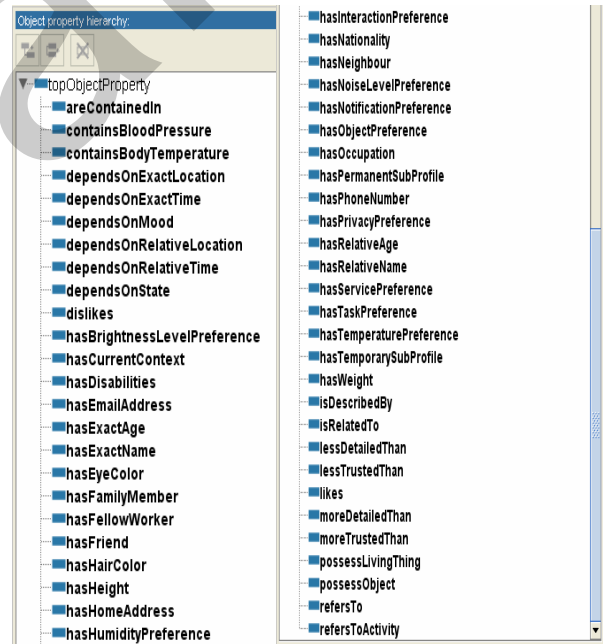 Object property hierarchy:
topObjectProperty
areContainedIn
containsBloodPressure
containsBodyTemperature
dependsOnExactLocation
dependsOnExactTime
dependsOnMood
dependsOnRelativeLocation
dependsOnRelativeTime
dependsOnState
dislikes
hasBrightnessLevelPreference
hasCurrentContext
hasDisabilities
hasEmailAddress
hasExactAge
hasExactName
hasEyeColor
hasFamilyMember
hasFellowWorker
hasFriend
hasHairColor
hasHeight
hasHomeAddress
hasHumidityPreference
hasInteractionPreference
hasNationality
hasNeighbour
hasNoiseLevelPreference
hasNotificationPreference
hasObjectPreference
hasOccupation
hasPermanentSubProfile
hasPhoneNumber
hasPrivacyPreference
hasRelativeAge
hasRelativeName
hasServicePreference
hasTaskPreference
hasTemperaturePreference
hasTemporarySubProfile
hasWeight
isDescribedBy
isRelatedTo
lessDetailedThan
lessTrustedThan
likes
moreDetailedThan
moreTrustedThan
possessLivingThing
possessObject
refersTo
refersToActivity